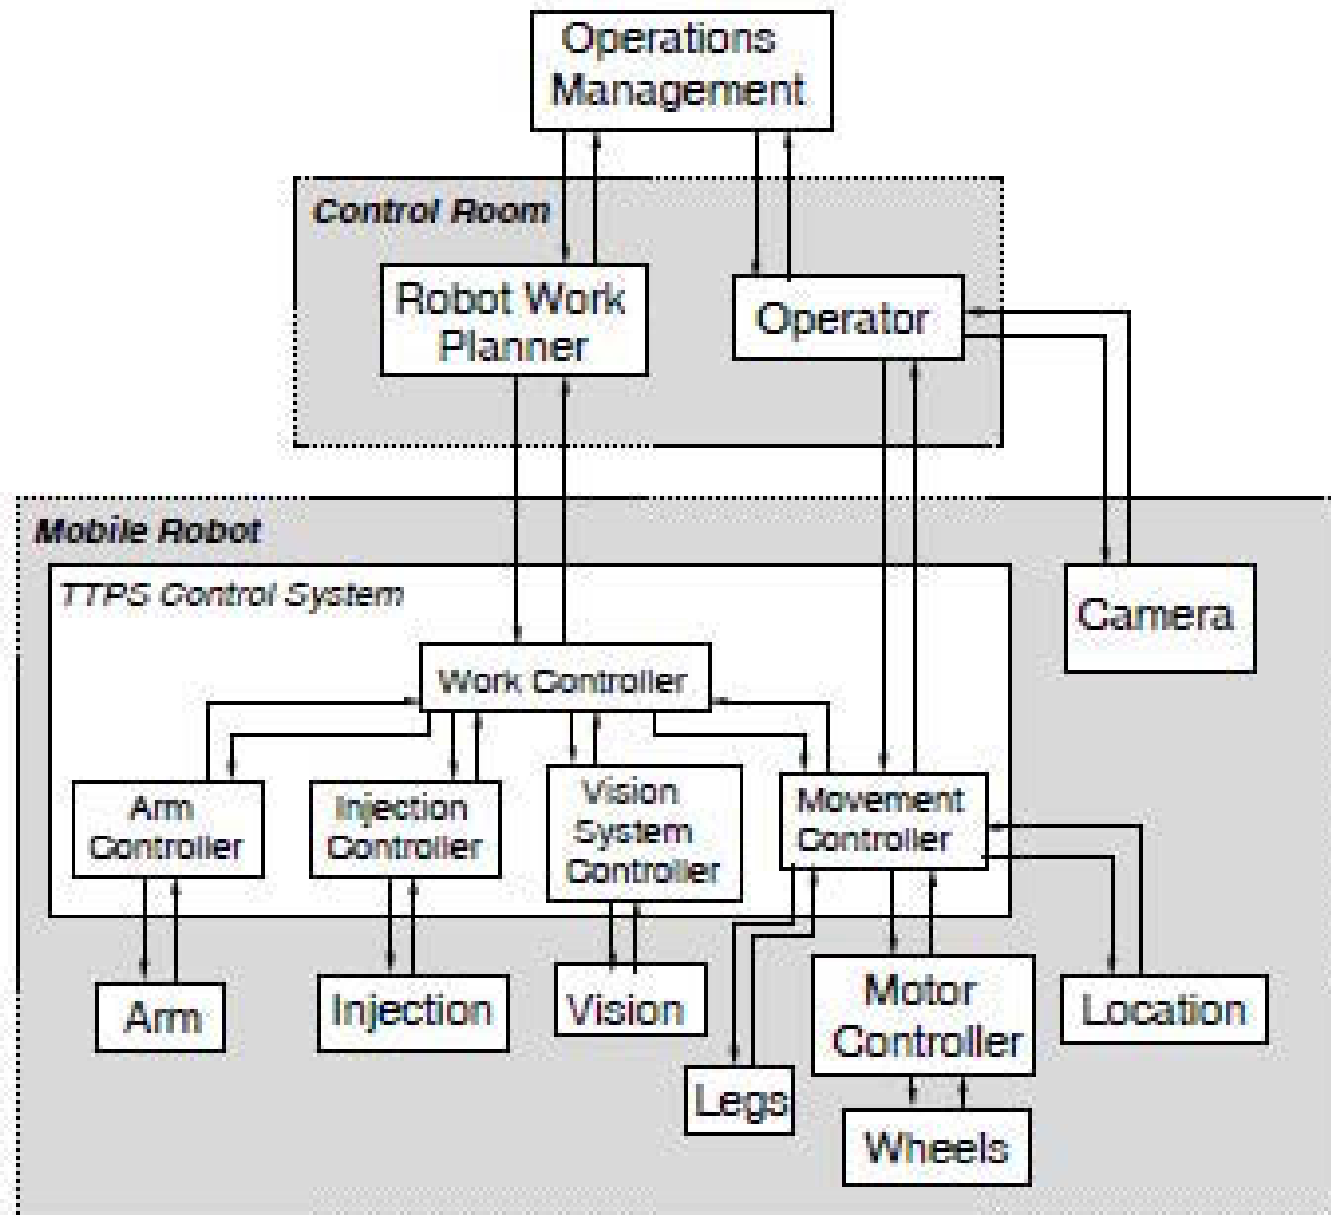 Operations
Management
Control Room
Robot Work
Planner
Operator
Mobile Robot
TTPS Control System
Camera
Work Controller
Arm
Controller
Injection
Controller
Vision
System
Controller
Movement
Controller
Arm
Injection
Vision
Motor
Controller
Location
Legs
Wheels